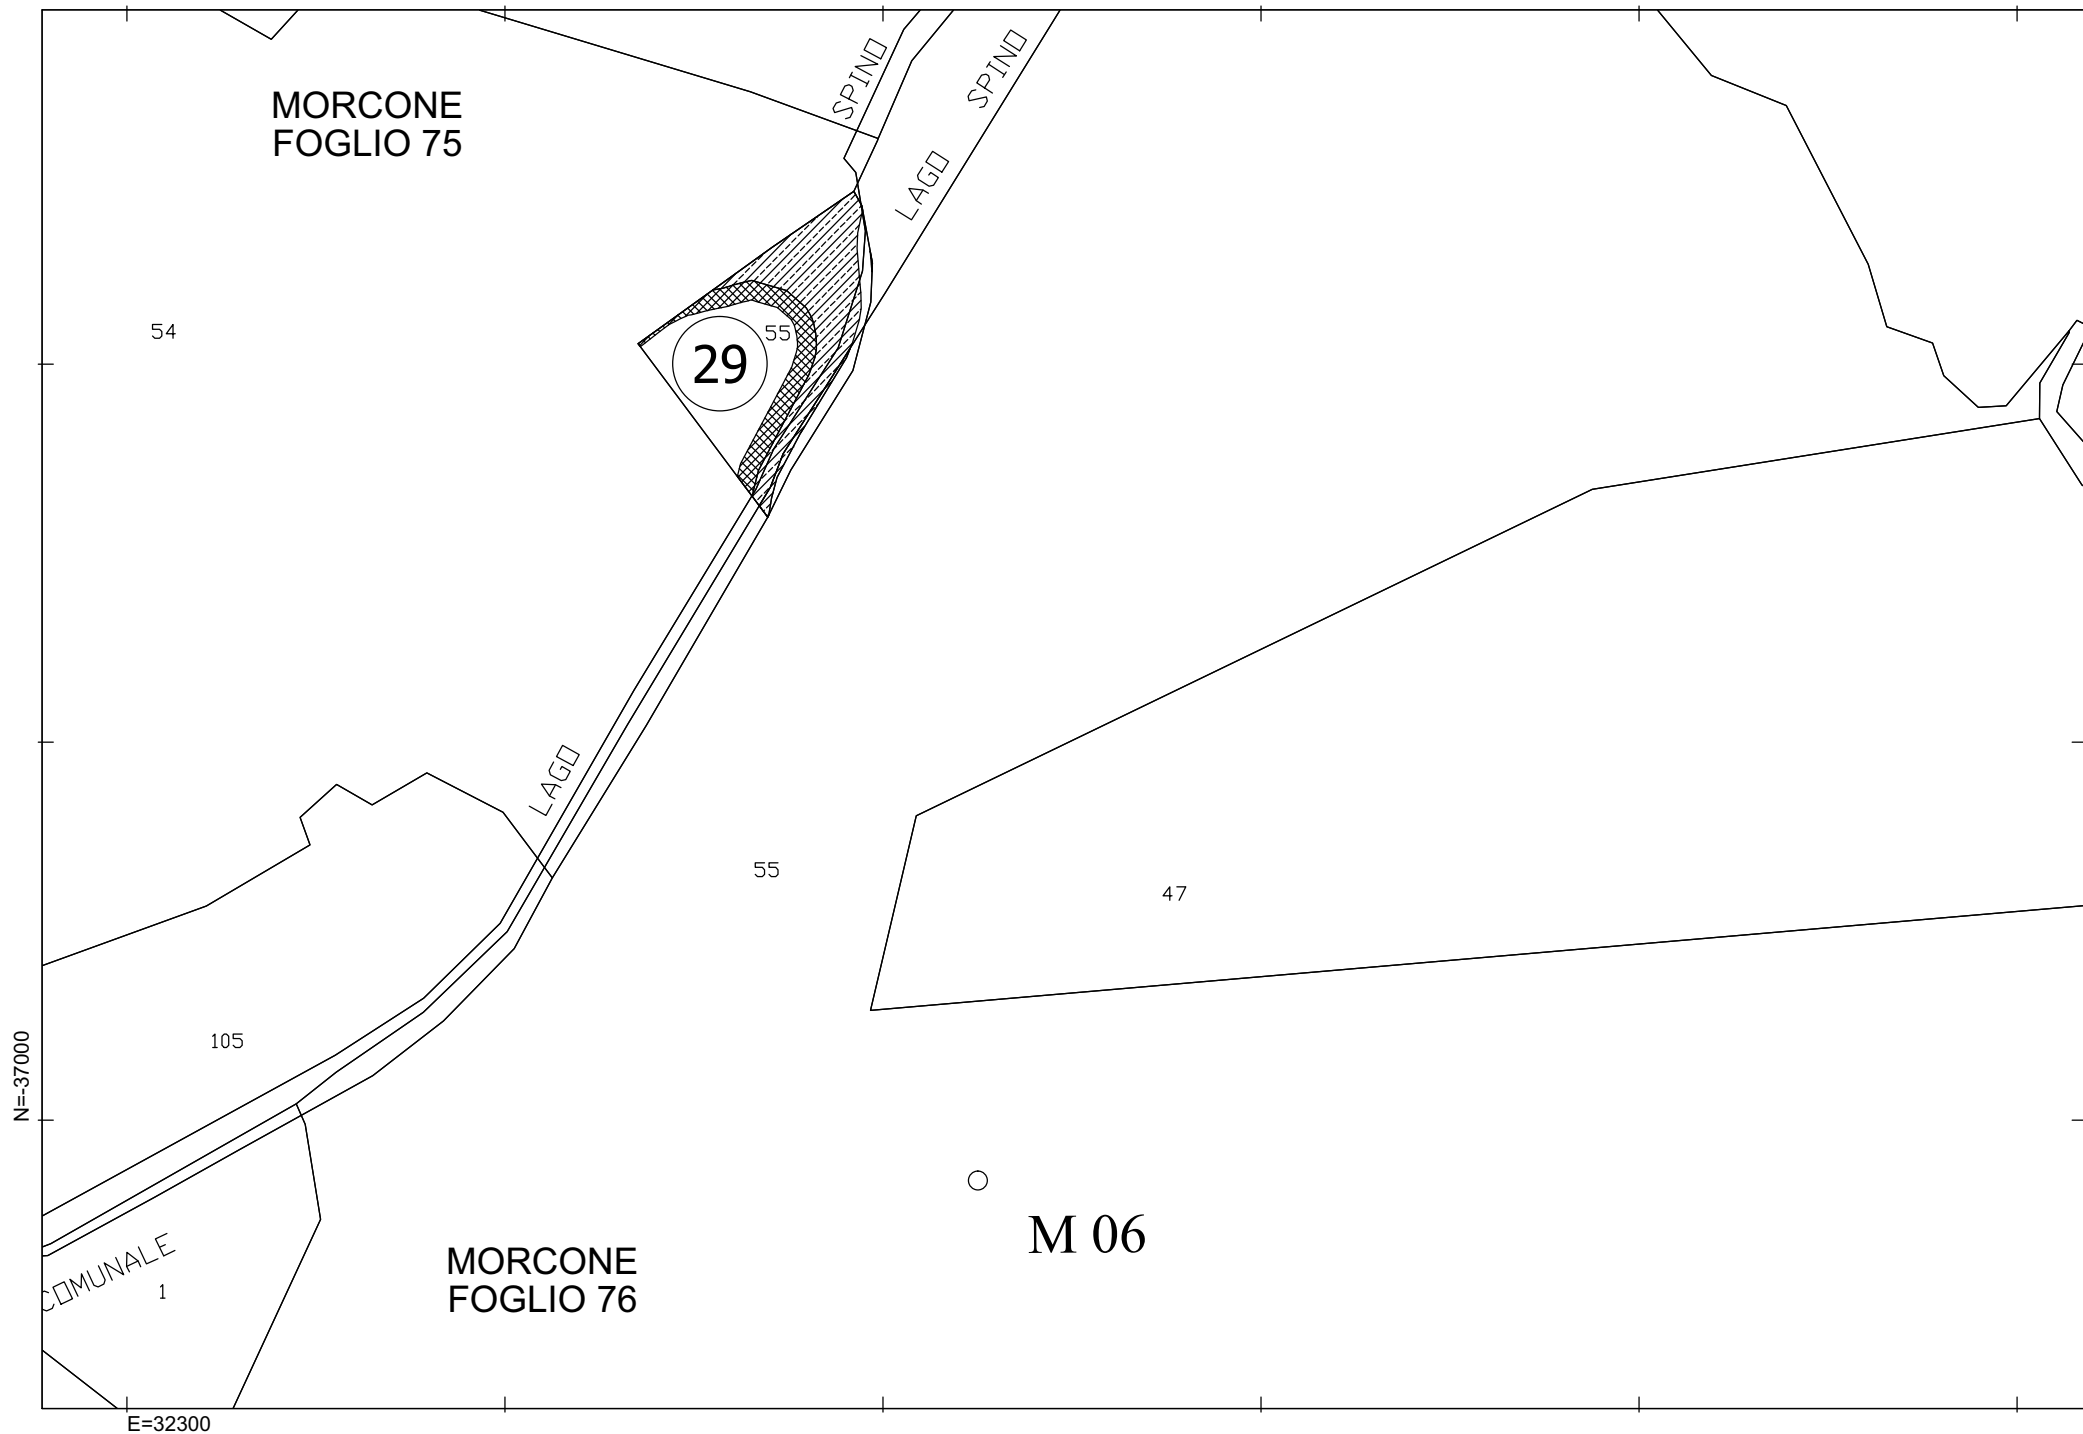 SPINO
SPINO
MORCONE
FOGLIO 75
LAGO
54
55
29
LAGO
55
47
105
N=-37000
M 06
COMUNALE
1
MORCONE
FOGLIO 76
E=32300